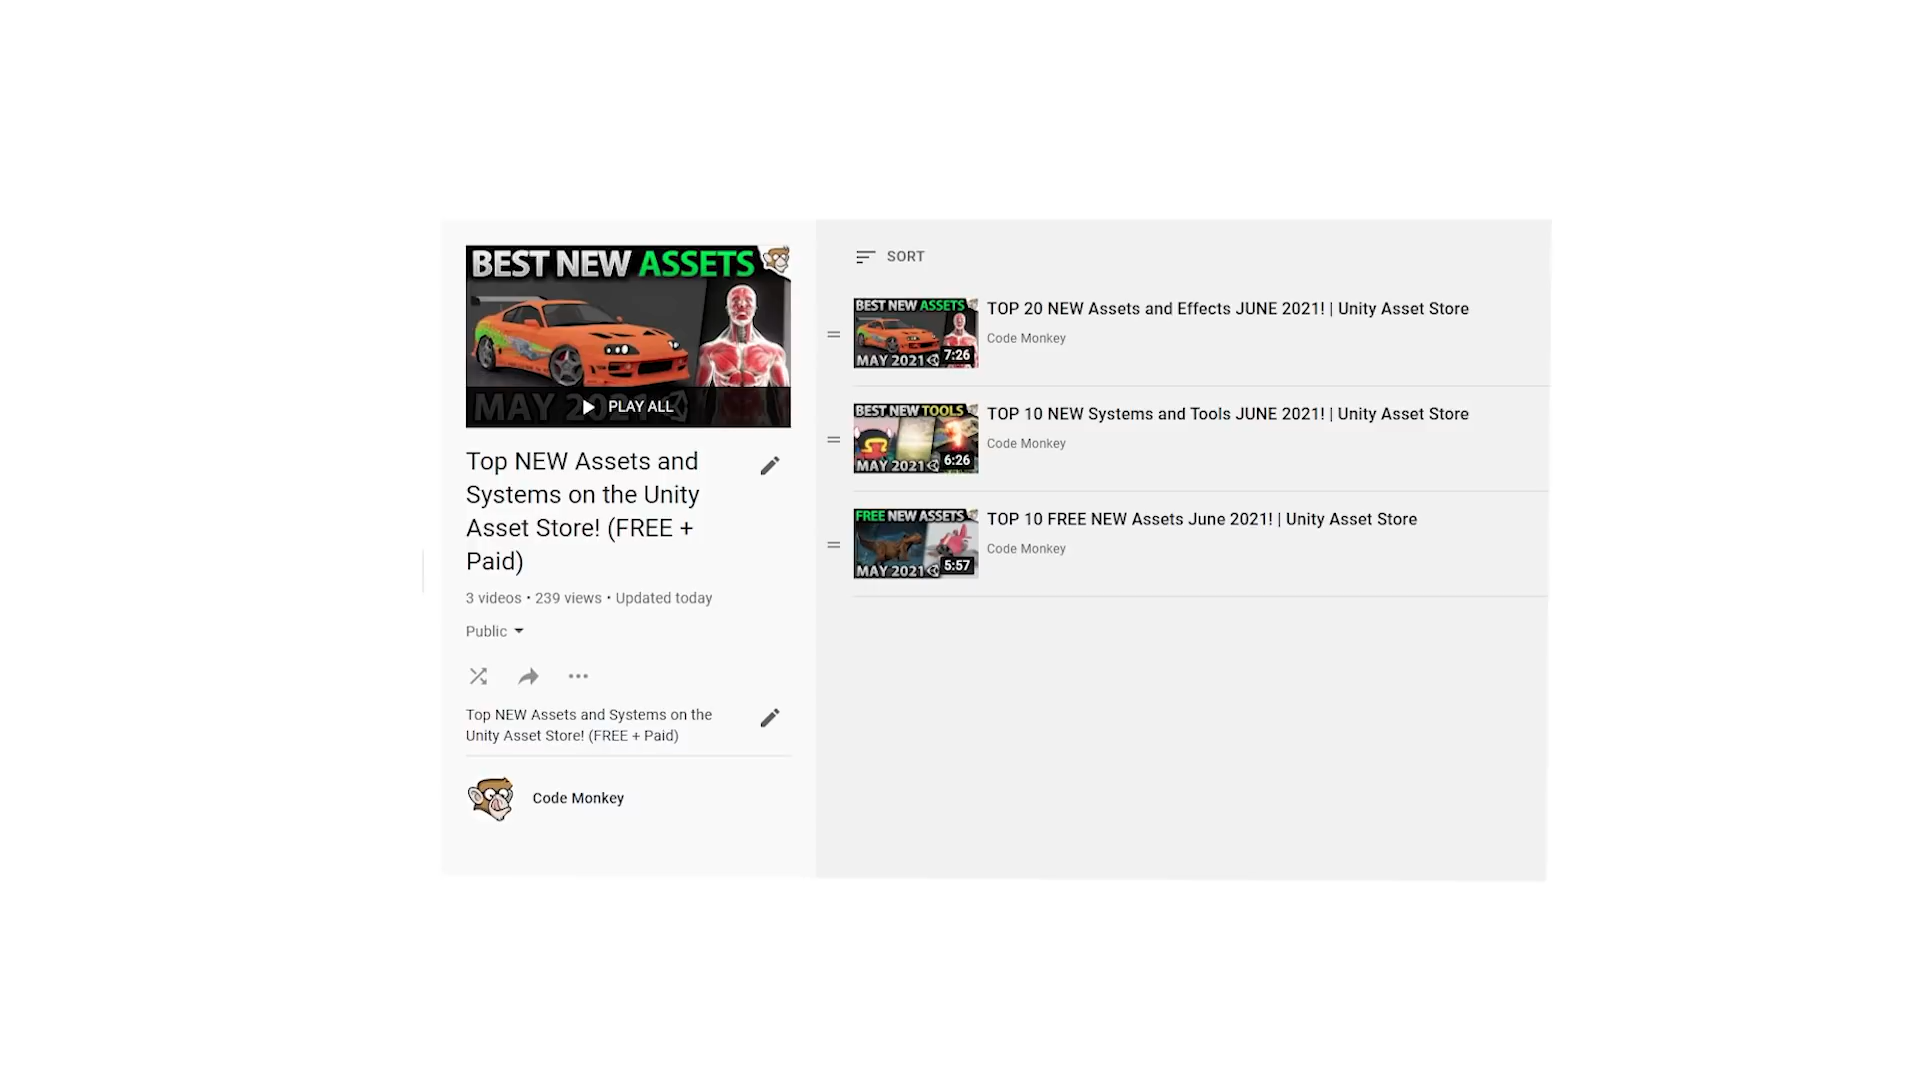 BEST NEW ASSETS
MAY 2021
PLAY ALL
Top NEW Assets and
Systems on the Unity
Asset Store! (FREE +
Paid)
3 videos • 239 views • Updated today
Public
Top NEW Assets and Systems on the
Unity Asset Store! (FREE + Paid)
Code Monkey
SORT
BEST NEW ASSETS
MAY 2021
7:26
TOP 20 NEW Assets and Effects JUNE 2021! | Unity Asset Store
Code Monkey
BEST NEW TOOLS
MAY 2021
6:26
TOP 10 NEW Systems and Tools JUNE 2021! | Unity Asset Store
Code Monkey
FREE NEW ASSETS
MAY 2021
5:57
TOP 10 FREE NEW Assets June 2021! | Unity Asset Store
Code Monkey